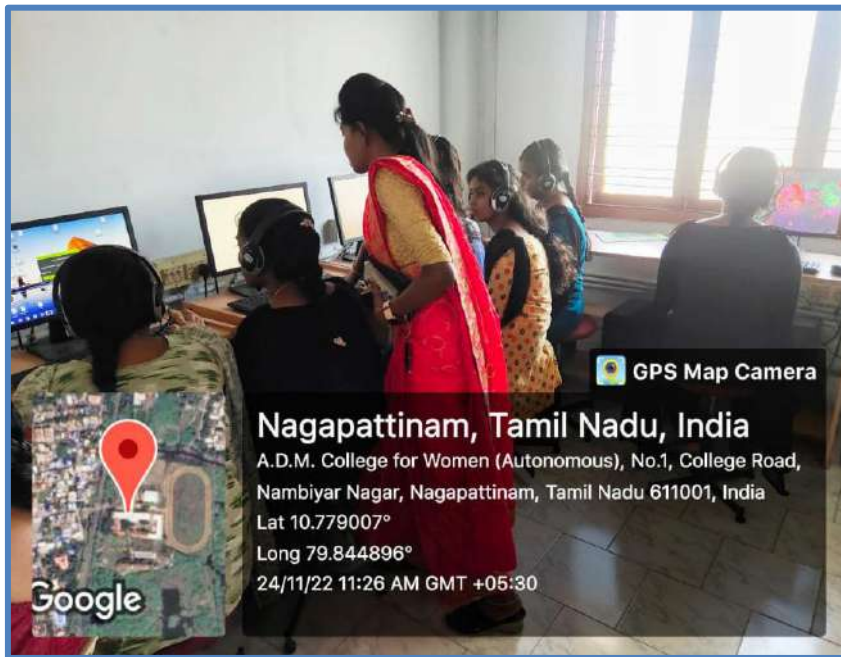 GPS Map Camera
Nagapattinam, Tamil Nadu, India
A.D.M. College for Women (Autonomous), No.1, College Road,
Nambiyar Nagar, Nagapattinam, Tamil Nadu 611001, India
Lat 10.779007°
Long 79.844896°
24/11/22 11:26 AM GMT +05:30
Google